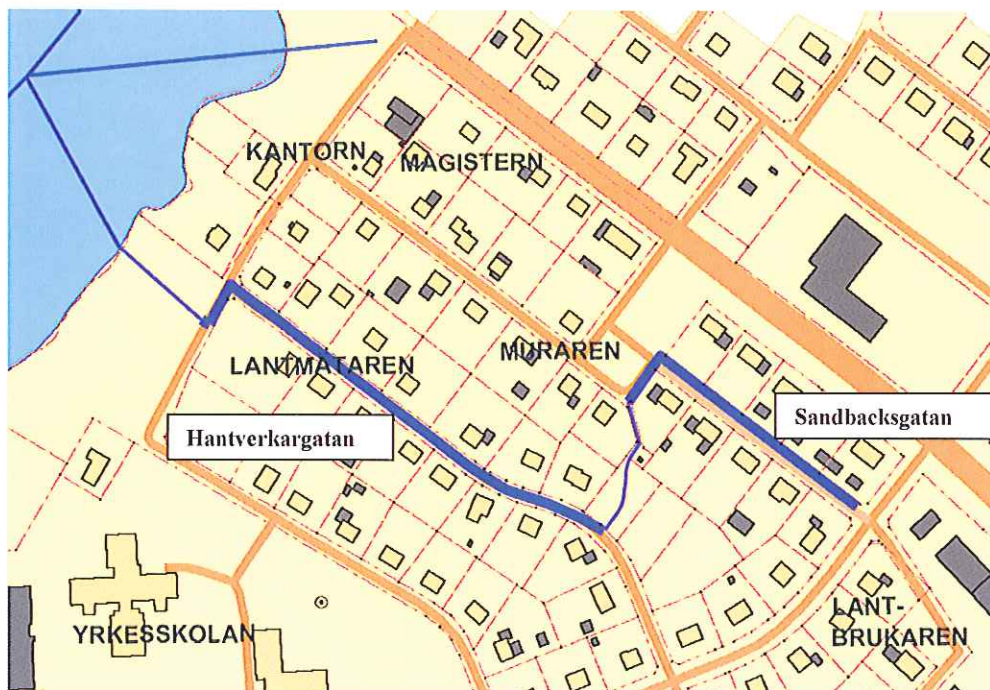 KANTORN
MAGISTERN
LANTMÄTAREN
MURAREN
Hantverkargatan
Sandbacksgatan
YRKESSKOLAN
LANT-
BRUKAREN